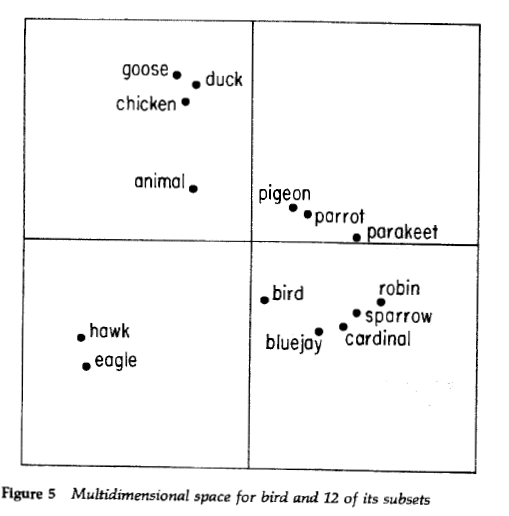 goose
duck
chicken
animal
pigeon
parrot
parakeet
bird
robin
sparrow
bluejay
cardinal
hawk
eagle
Figure 5 Multidimensional space for bird and 12 of its subsets